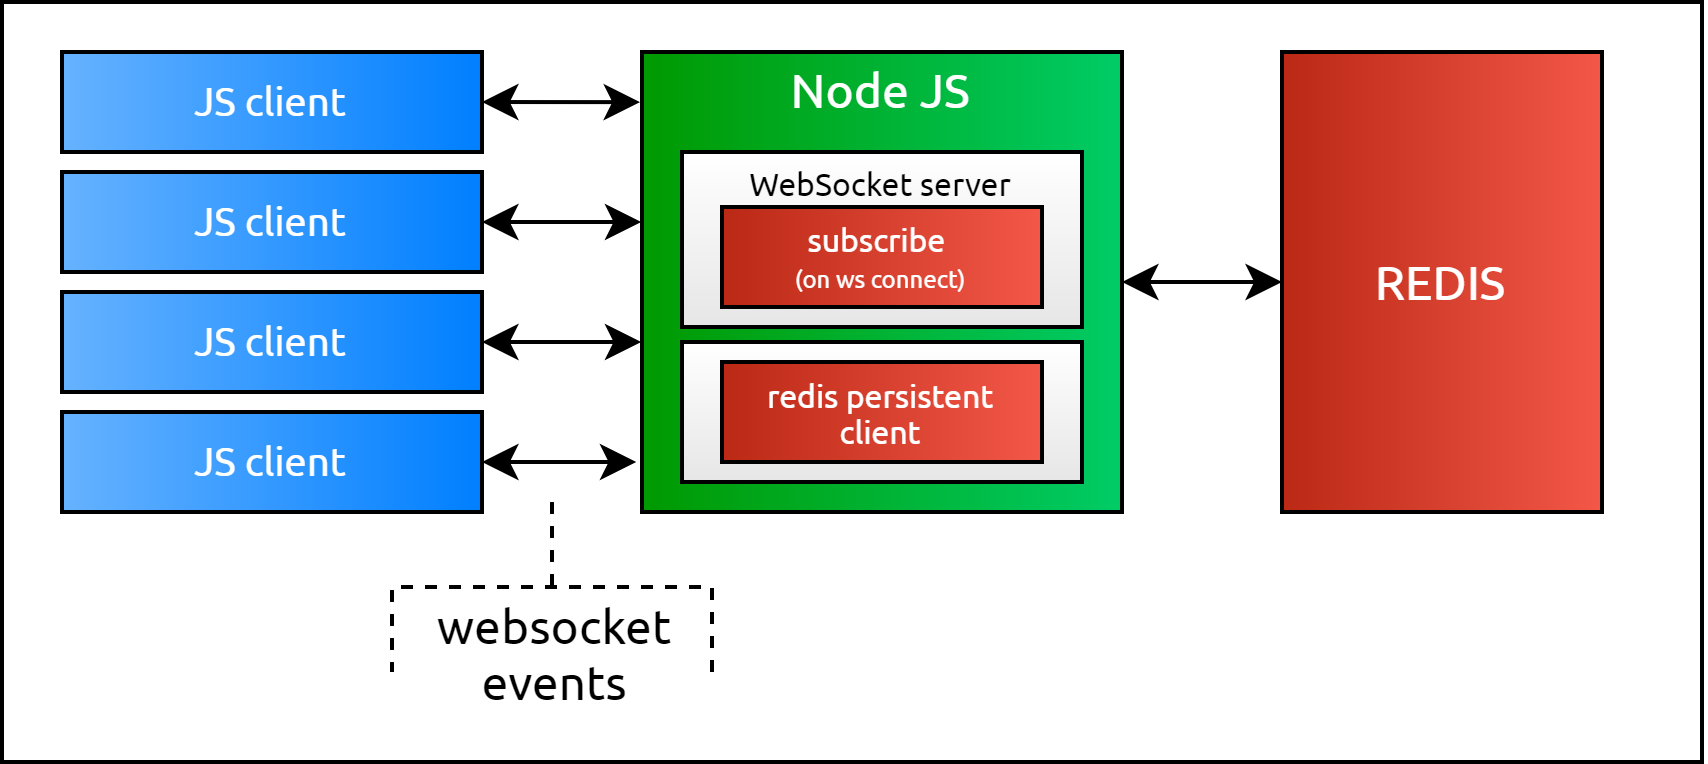 JS client
JS client
JS client
JS client
Node JS
WebSocket server
subscribe
(on ws connect)
redis persistent
client
REDIS
websocket
events